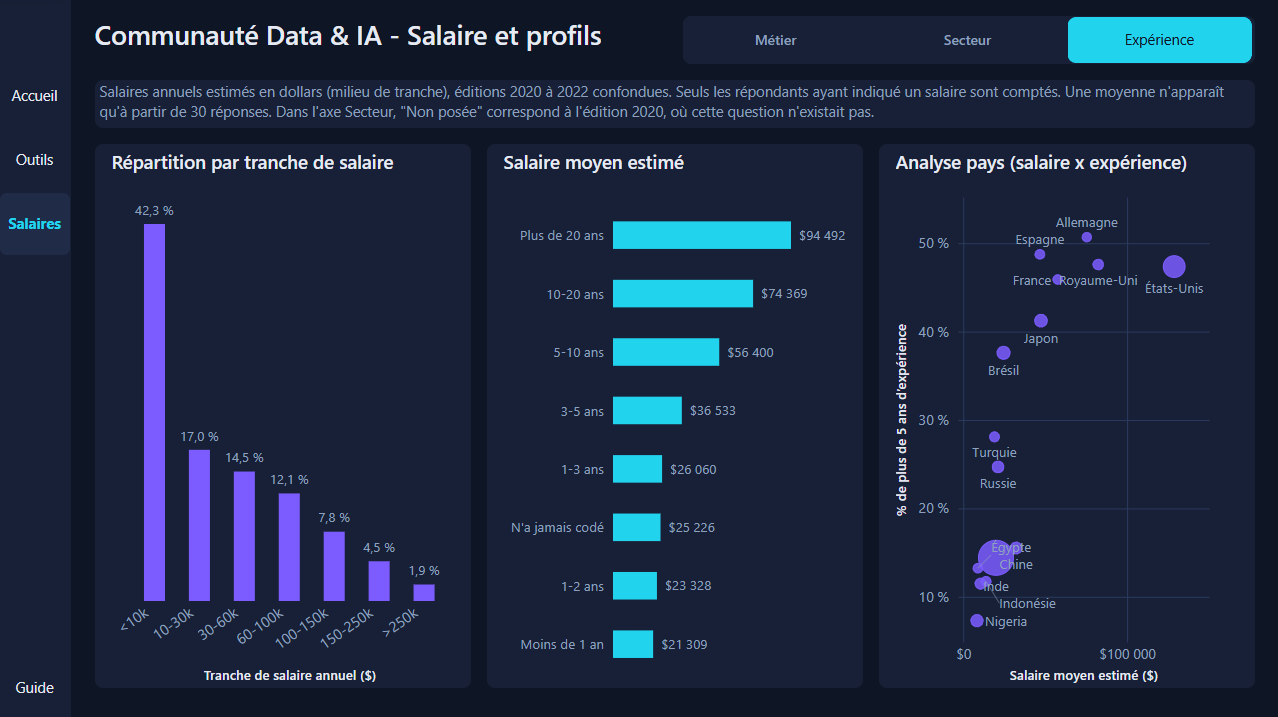 Communauté Data & IA - Salaire et profils
Métier
Secteur
Expérience
Accueil
Outils
Salaires
Guide
Salaires annuels estimés en dollars (milieu de tranche), éditions 2020 à 2022 confondues. Seuls les répondants ayant indiqué un salaire sont comptés. Une moyenne n'apparaît
qu'à partir de 30 réponses. Dans l'axe Secteur, "Non posée" correspond à l'édition 2020, où cette question n'existait pas.
Répartition par tranche de salaire
42,3 %
17,0 %
14,5 %
12,1 %
7,8 %
4,5 %
1,9 %
<10k
10-30k
30-60k
60-100k
100-150k
150-250k
>250k
Tranche de salaire annuel ($)
Salaire moyen estimé
Plus de 20 ans $94 492
10-20 ans $74 369
5-10 ans $56 400
3-5 ans $36 533
1-3 ans $26 060
N'a jamais codé $25 226
1-2 ans $23 328
Moins de 1 an $21 309
Analyse pays (salaire x expérience)
% de plus de 5 ans d'expérience
50 %
40 %
30 %
20 %
10 %
Allemagne
Espagne
France
Royaume-Uni
États-Unis
Japon
Brésil
Turquie
Russie
Égypte
Chine
Inde
Indonésie
Nigeria
$0
$100 000
Salaire moyen estimé ($)